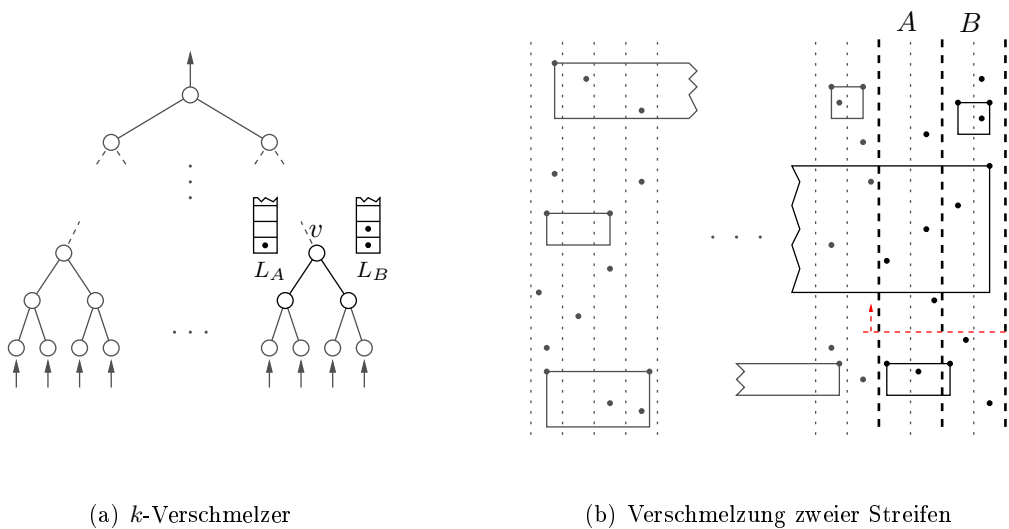 A B
v
L_A L_B
(a) k-Verschmelzer
(b) Verschmelzung zweier Streifen